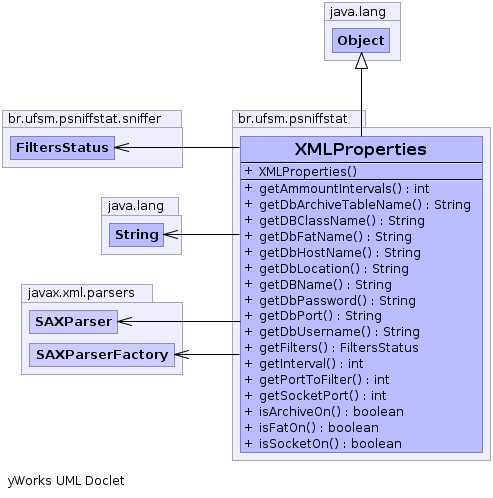 java.lang
Object
br.ufsm.psniffstat.sniffer
FiltersStatus
java.lang
String
javax.xml.parsers
SAXParser
SAXParserFactory
br.ufsm.psniffstat
XMLProperties
+ XMLProperties()
+ getAmmountIntervals() : int
+ getDbArchiveTableName() : String
+ getDBClassName() : String
+ getDbFatName() : String
+ getDbHostName() : String
+ getDbLocation() : String
+ getDBName() : String
+ getDbPassword() : String
+ getDbPort() : String
+ getDbUsername() : String
+ getFilters() : FiltersStatus
+ getInterval() : int
+ getPortToFilter() : int
+ getSocketPort() : int
+ isArchiveOn() : boolean
+ isFatOn() : boolean
+ isSocketOn() : boolean
yWorks UML Doclet